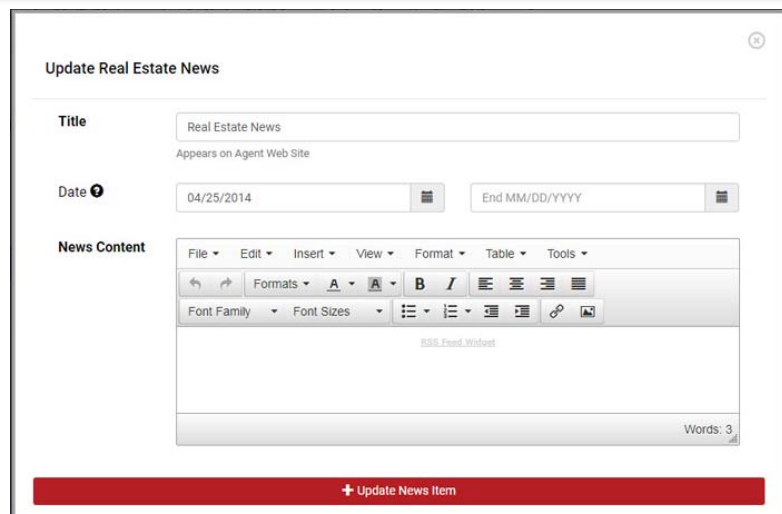 Update Real Estate News
Title
Real Estate News
Appears on Agent Web Site
Date ?
04/25/2014
End MM/DD/YYYY
News Content
File Edit Insert View Format Table Tools
Formats A A B I
Font Family Font Sizes
RSS Feed Widget
Words: 3
+ Update News Item